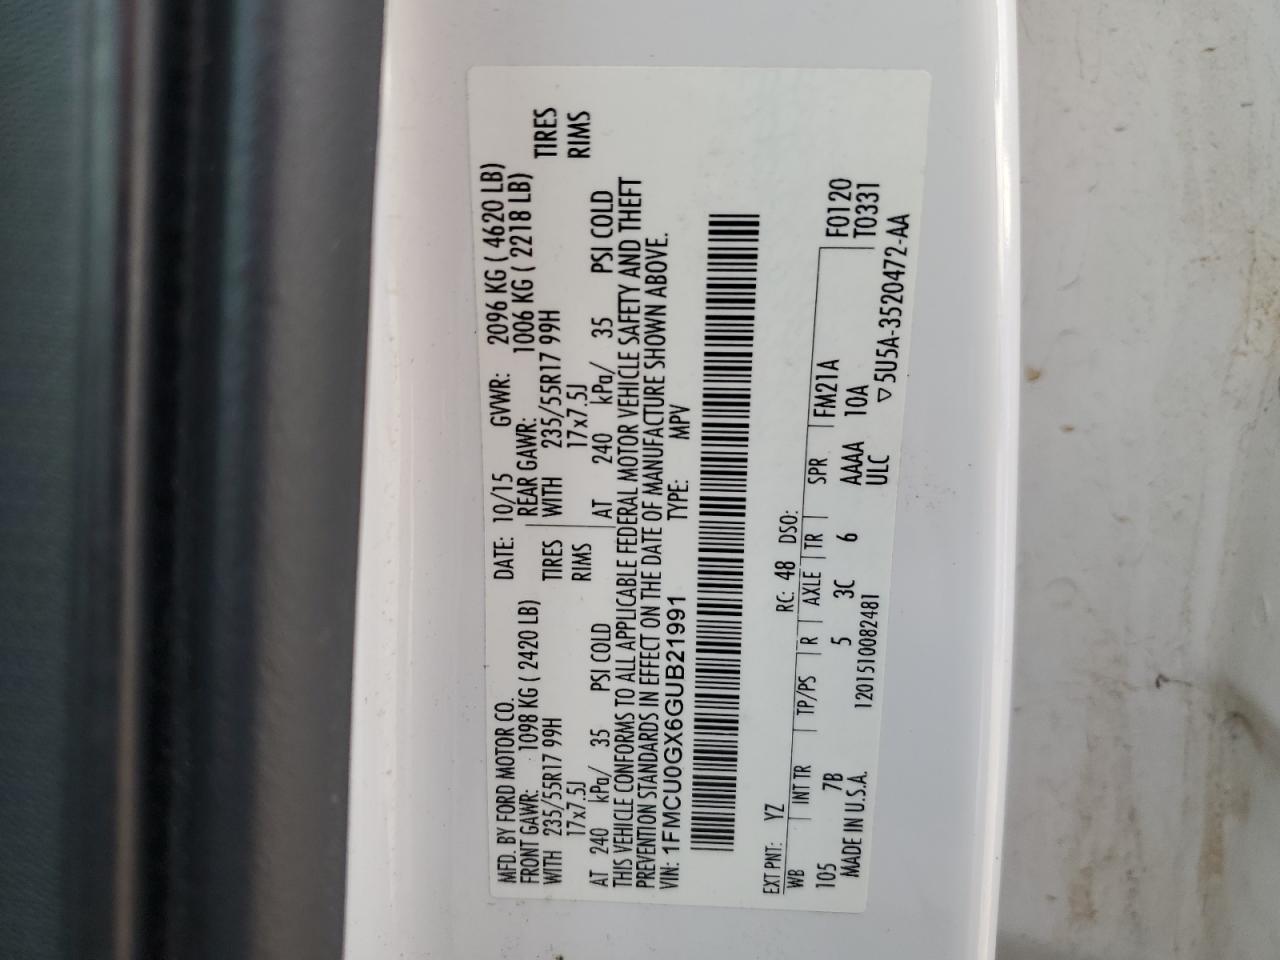 MFD. BY FORD MOTOR CO. DATE: 10/15 GVWR: 2096 KG ( 4620 LB)
FRONT GAWR: 1098 KG ( 2420 LB) REAR GAWR: 1006 KG ( 2218 LB)
WITH 235/55R17 99H TIRES WITH 235/55R17 99H TIRES
17x7.5J RIMS 17x7.5J RIMS
AT 240 kPa/ 35 PSI COLD AT 240 kPa/ 35 PSI COLD
THIS VEHICLE CONFORMS TO ALL APPLICABLE FEDERAL MOTOR VEHICLE SAFETY AND THEFT
PREVENTION STANDARDS IN EFFECT ON THE DATE OF MANUFACTURE SHOWN ABOVE.
VIN: 1FMCU0GX6GUB21991 TYPE: MPV
EXT PNT: YZ RC: 48 DSO:
WB INT TR TP/PS R AXLE TR SPR FM21A F0120
105 7B 5 3C 6 AAAA 10A T0331
MADE IN U.S.A. 1201510082481 ULC ▽5U5A-3520472-AA